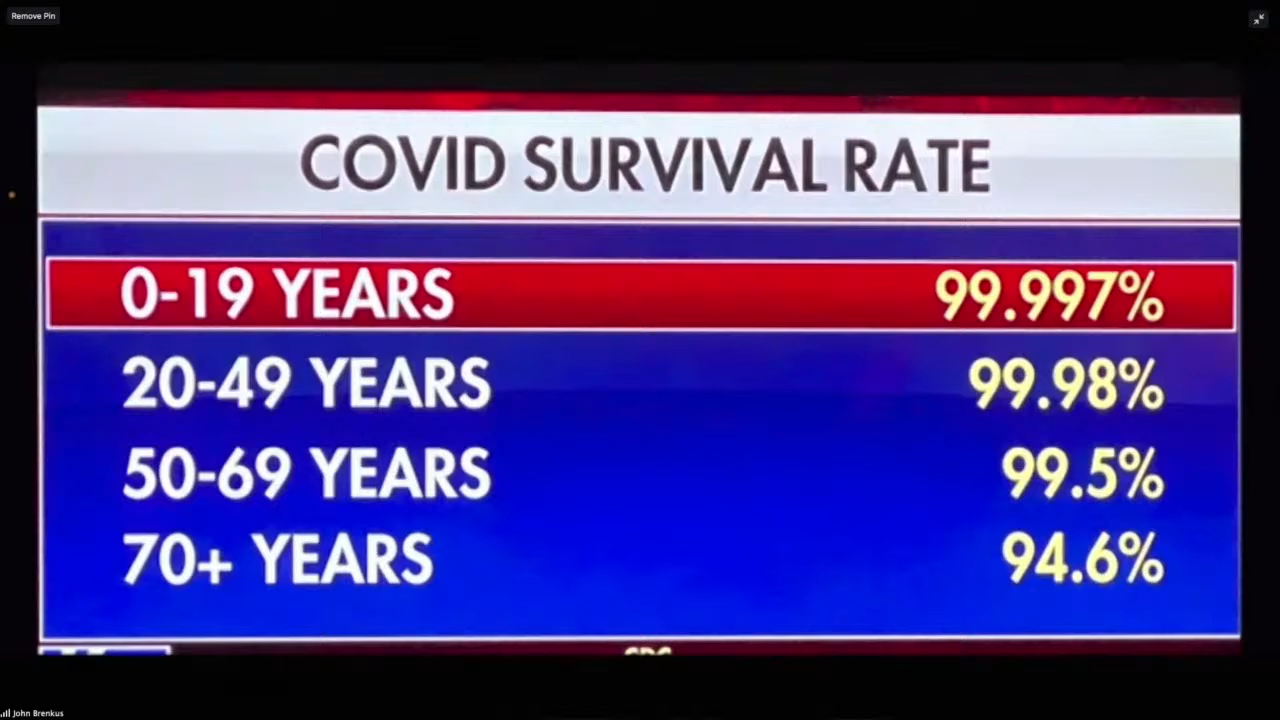 Remove Pin
COVID SURVIVAL RATE
0-19 YEARS 99.997%
20-49 YEARS 99.98%
50-69 YEARS 99.5%
70+ YEARS 94.6%
CDC
John Brenkus